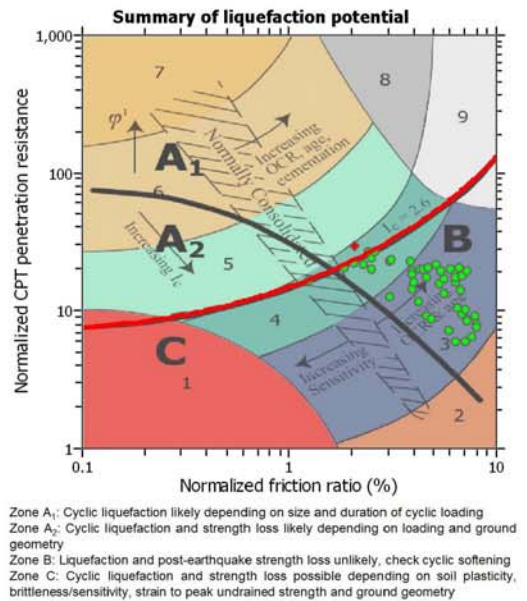 Summary of liquefaction potential
1,000
100
10
1
0.1
1
10
Normalized CPT penetration resistance
Normalized friction ratio (%)
7
8
9
φ'
A1
Normally Consolidated
Increasing
OCR, age,
cementation
6
A2
Increasing Ic
5
Ic = 2.6
B
4
C
1
Increasing
Sensitivity
Increasing
OCR, age
3
2
Zone A1: Cyclic liquefaction likely depending on size and duration of cyclic loading
Zone A2: Cyclic liquefaction and strength loss likely depending on loading and ground
geometry
Zone B: Liquefaction and post-earthquake strength loss unlikely, check cyclic softening
Zone C: Cyclic liquefaction and strength loss possible depending on soil plasticity,
brittleness/sensitivity, strain to peak undrained strength and ground geometry